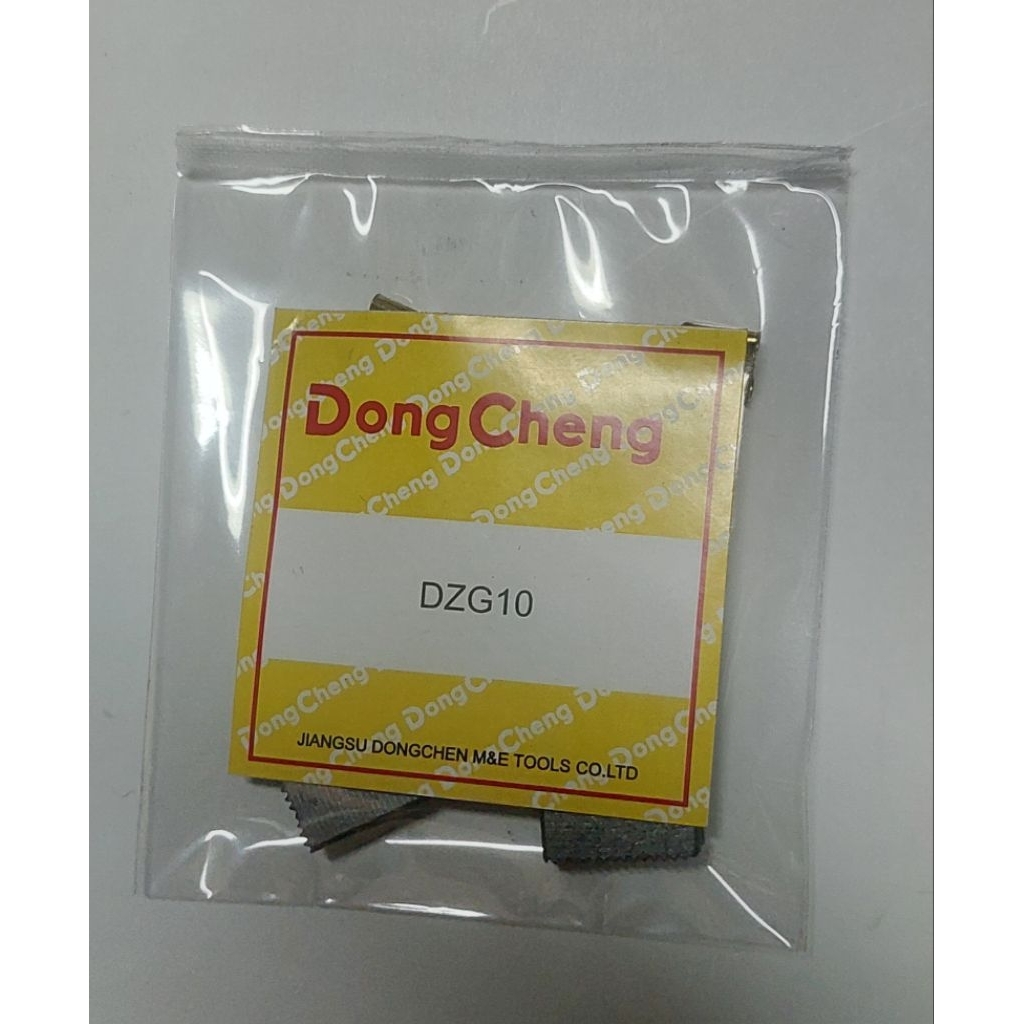 DongCheng
DZG10
JIANGSU DONGCHEN M&E TOOLS CO.LTD